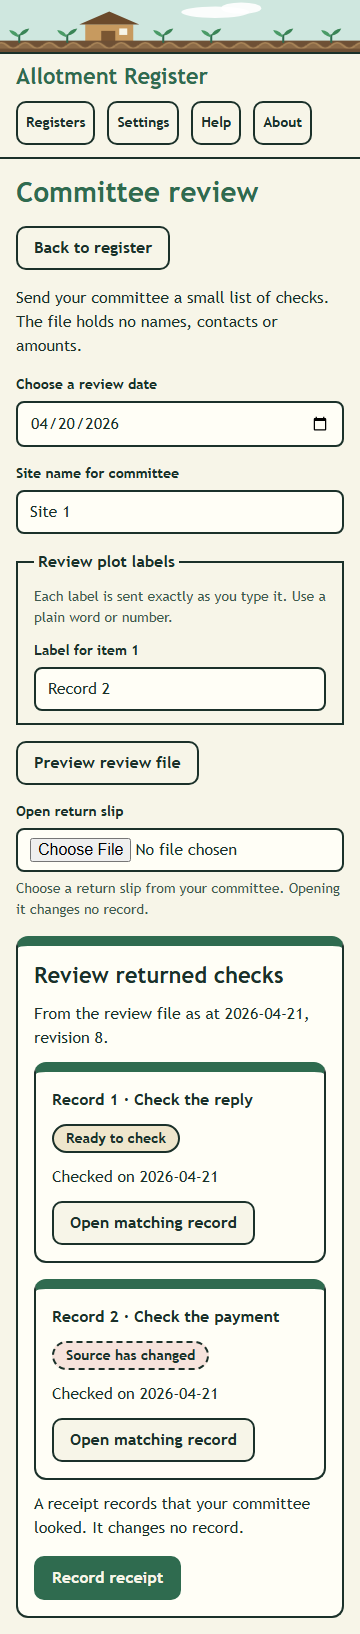 Allotment Register
Registers
Settings
Help
About
Committee review
Back to register
Send your committee a small list of checks.
The file holds no names, contacts or
amounts.
Choose a review date
04/20/2026
Site name for committee
Site 1
Review plot labels
Each label is sent exactly as you type it. Use a
plain word or number.
Label for item 1
Record 2
Preview review file
Open return slip
Choose File No file chosen
Choose a return slip from your committee. Opening
it changes no record.
Review returned checks
From the review file as at 2026-04-21,
revision 8.
Record 1 · Check the reply
Ready to check
Checked on 2026-04-21
Open matching record
Record 2 · Check the payment
Source has changed
Checked on 2026-04-21
Open matching record
A receipt records that your committee
looked. It changes no record.
Record receipt